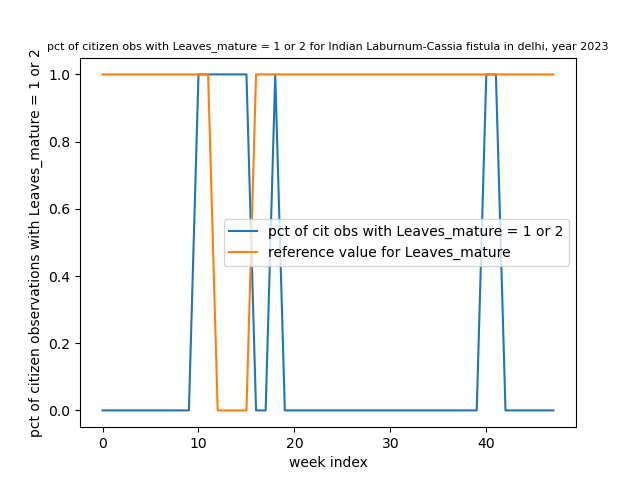 pct of citizen obs with Leaves_mature = 1 or 2 for Indian Laburnum-Cassia fistula in delhi, year 2023
pct of citizen observations with Leaves_mature = 1 or 2
1.0
0.8
0.6
0.4
0.2
0.0
pct of cit obs with Leaves_mature = 1 or 2
reference value for Leaves_mature
0 10 20 30 40
week index